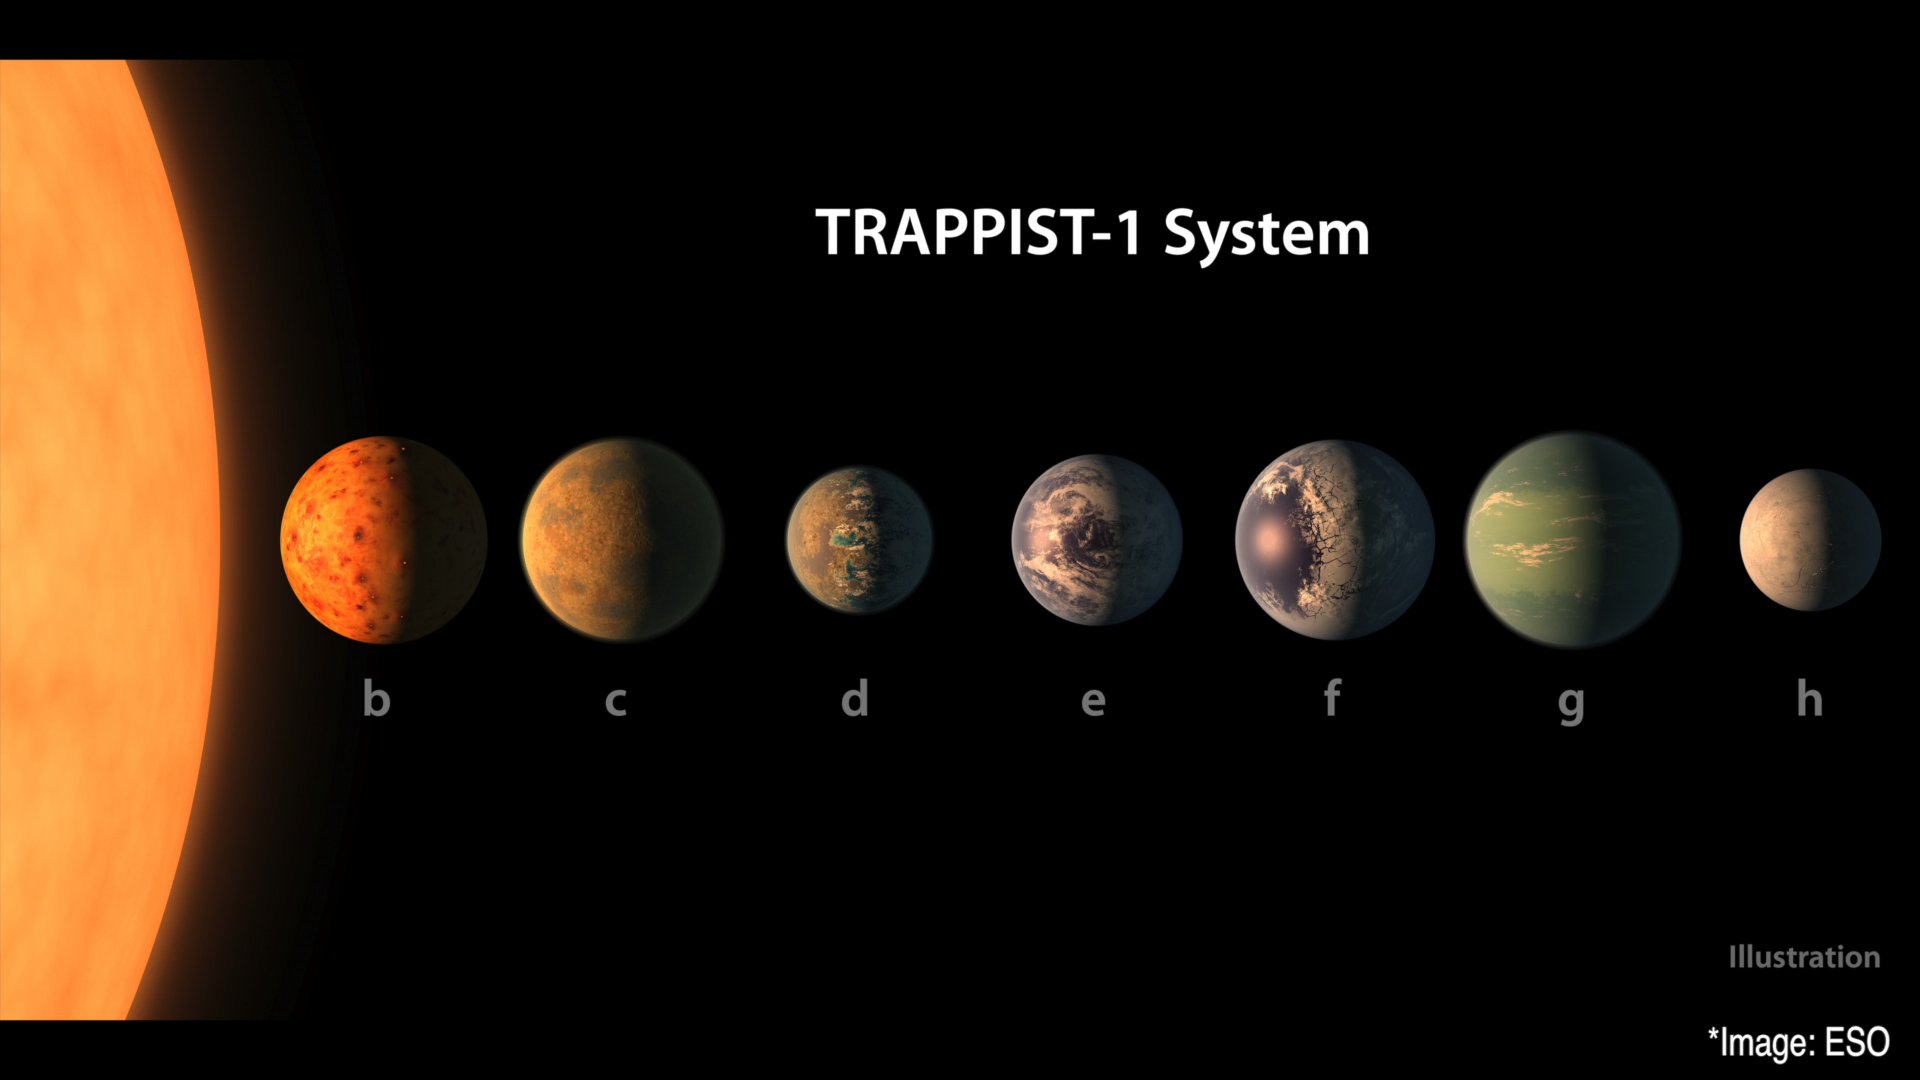 TRAPPIST-1 System
b c d e f g h
Illustration
*Image: ESO